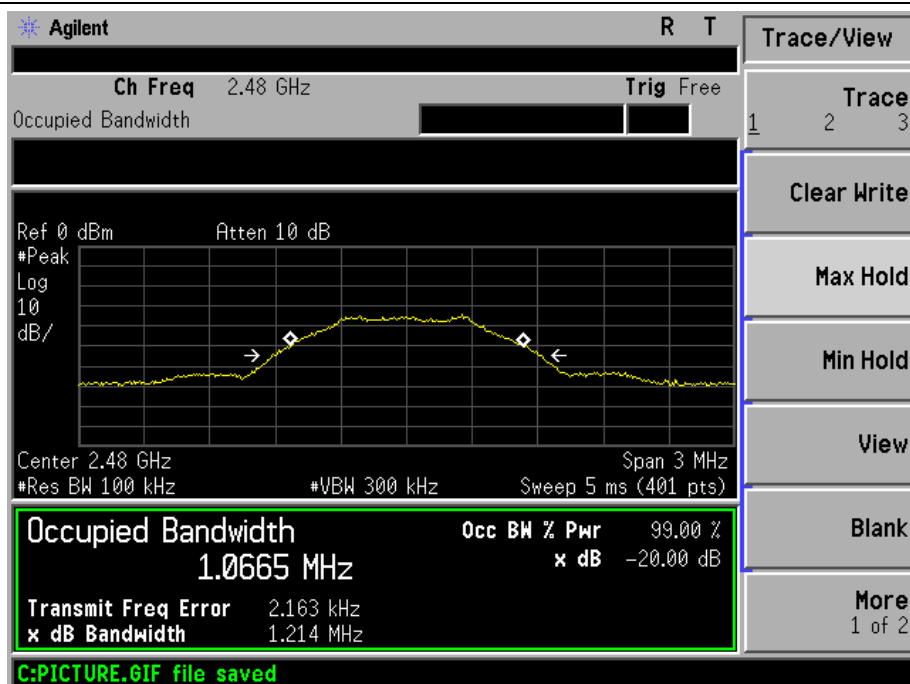 Agilent R T
Ch Freq 2.48 GHz Trig Free
Occupied Bandwidth
Ref 0 dBm Atten 10 dB
#Peak
Log
10
dB/
Center 2.48 GHz Span 3 MHz
#Res BW 100 kHz #VBW 300 kHz Sweep 5 ms (401 pts)
Occupied Bandwidth Occ BW % Pwr 99.00 %
1.0665 MHz x dB -20.00 dB
Transmit Freq Error 2.163 kHz
x dB Bandwidth 1.214 MHz
C:PICTURE.GIF file saved
Trace/View
Trace
1 2 3
Clear Write
Max Hold
Min Hold
View
Blank
More
1 of 2